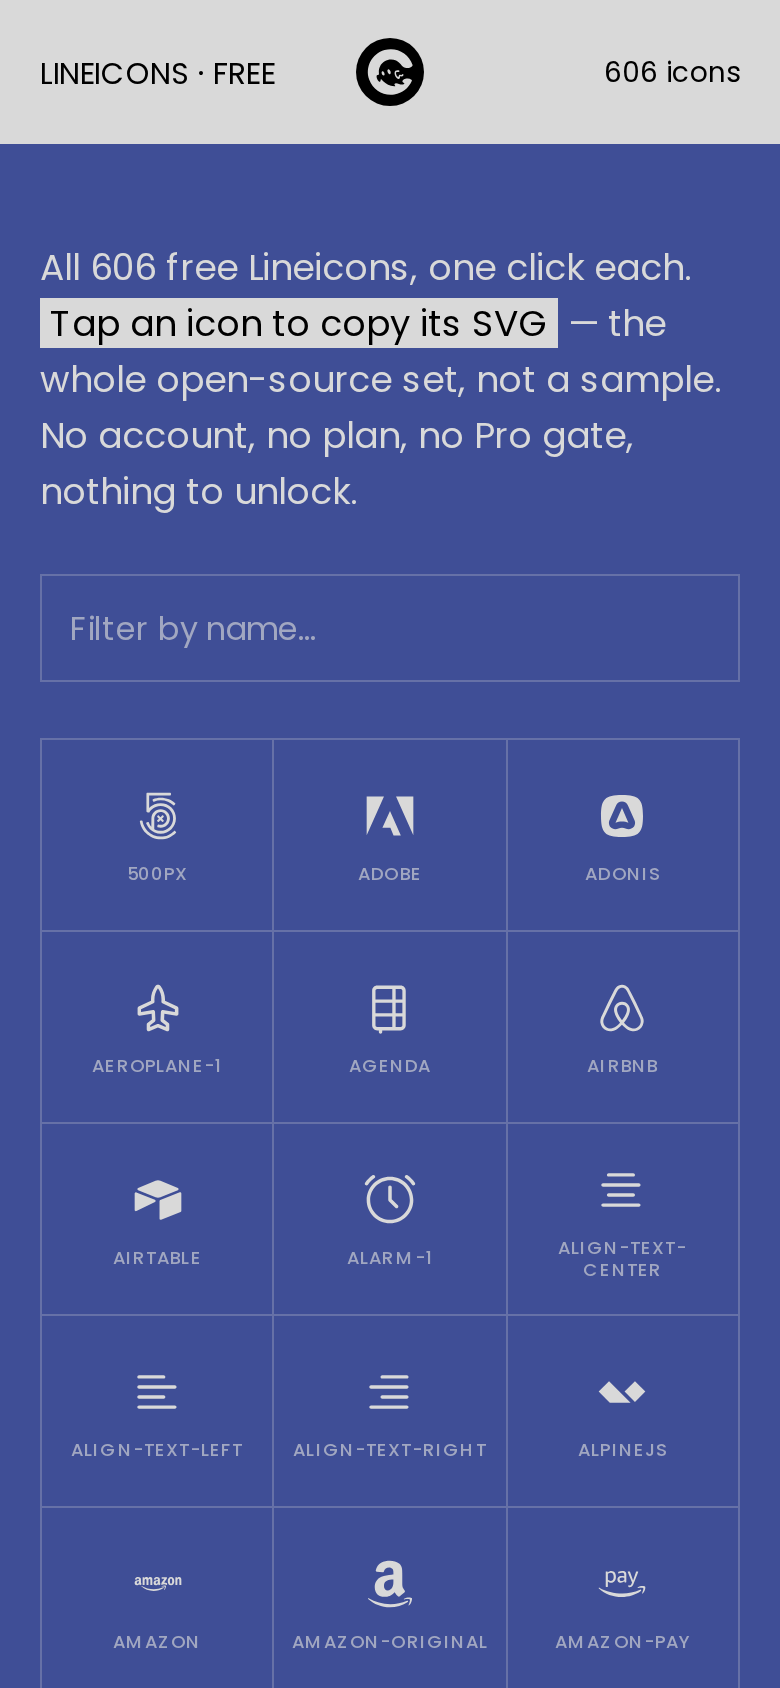 LINEICONS · FREE
606 icons
All 606 free Lineicons, one click each.
Tap an icon to copy its SVG — the
whole open-source set, not a sample.
No account, no plan, no Pro gate,
nothing to unlock.
Filter by name...
500PX
ADOBE
ADONIS
AEROPLANE-1
AGENDA
AIRBNB
AIRTABLE
ALARM-1
ALIGN-TEXT-
CENTER
ALIGN-TEXT-LEFT
ALIGN-TEXT-RIGHT
ALPINEJS
amazon
a
pay
AMAZON
AMAZON-ORIGINAL
AMAZON-PAY